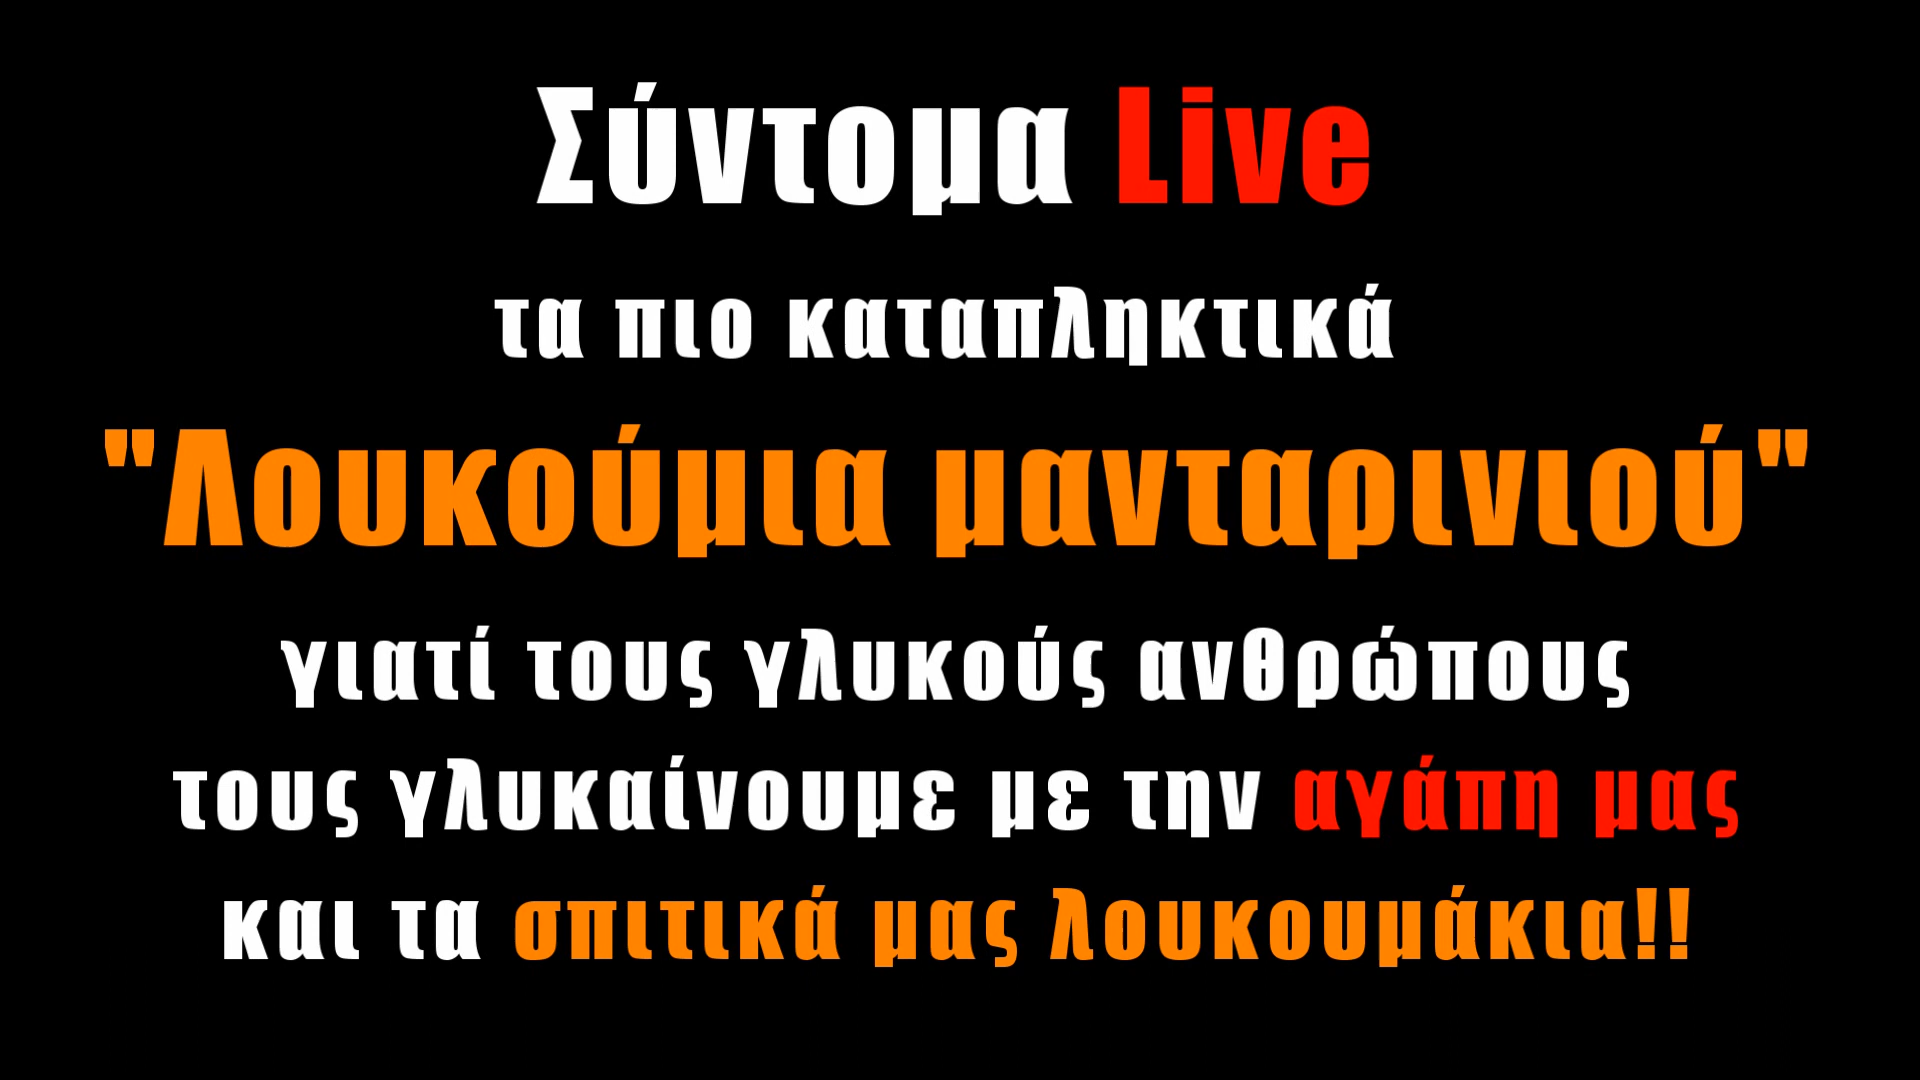 Σύντομα Live
τα πιο καταπληκτικά
"Λουκούμια μανταρινιού"
γιατί τους γλυκούς ανθρώπους
τους γλυκαίνουμε με την αγάπη μας
και τα σπιτικά μας λουκουμάκια!!